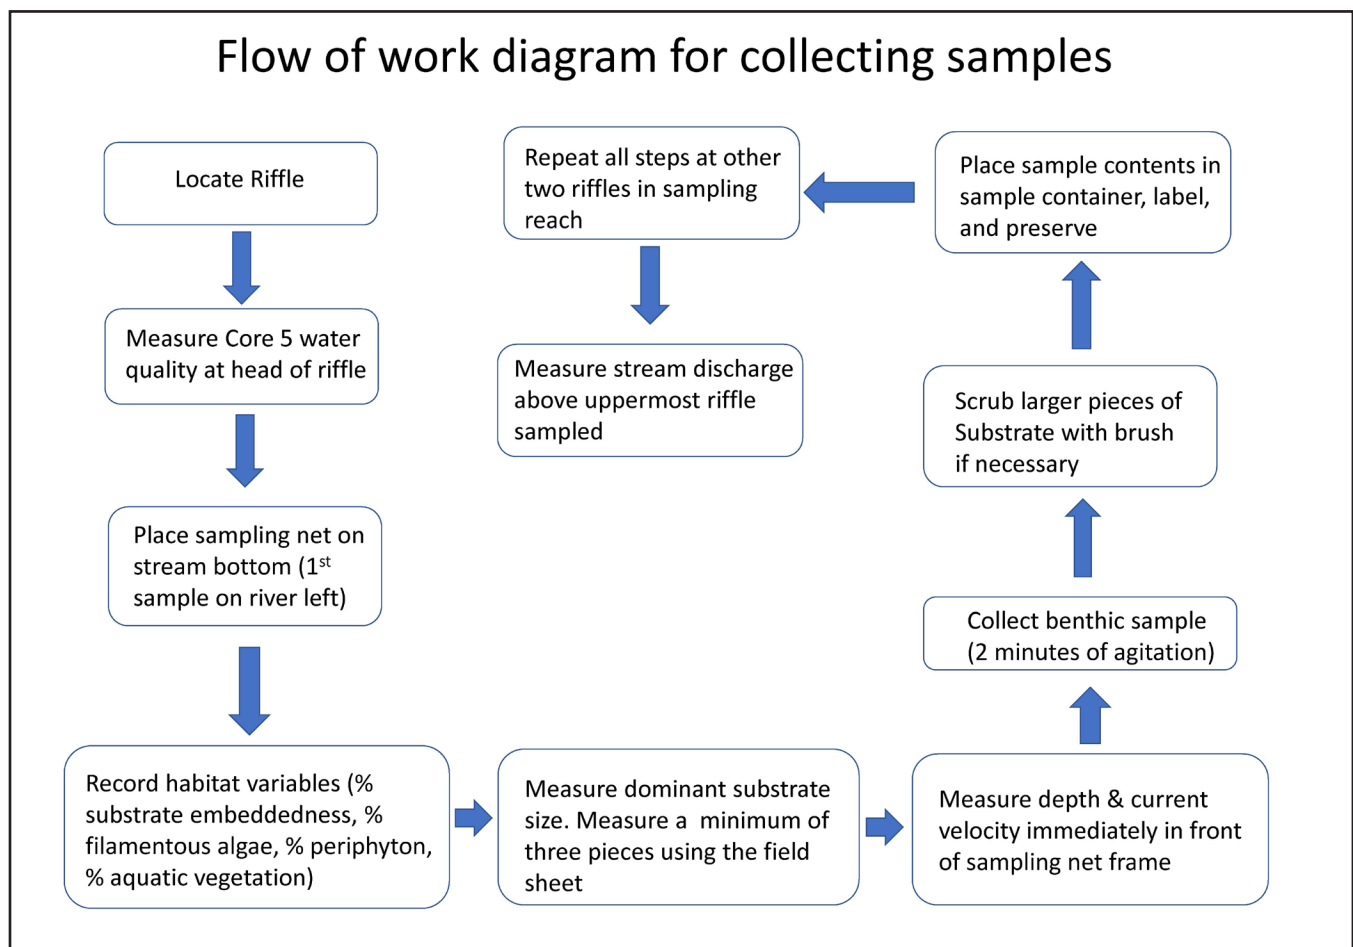 Flow of work diagram for collecting samples
Locate Riffle
Measure Core 5 water
quality at head of riffle
Place sampling net on
stream bottom (1st
sample on river left)
Record habitat variables (%
substrate embeddedness, %
filamentous algae, % periphyton,
% aquatic vegetation)
Measure dominant substrate
size. Measure a minimum of
three pieces using the field
sheet
Measure depth & current
velocity immediately in front
of sampling net frame
Collect benthic sample
(2 minutes of agitation)
Scrub larger pieces of
Substrate with brush
if necessary
Place sample contents in
sample container, label,
and preserve
Repeat all steps at other
two riffles in sampling
reach
Measure stream discharge
above uppermost riffle
sampled